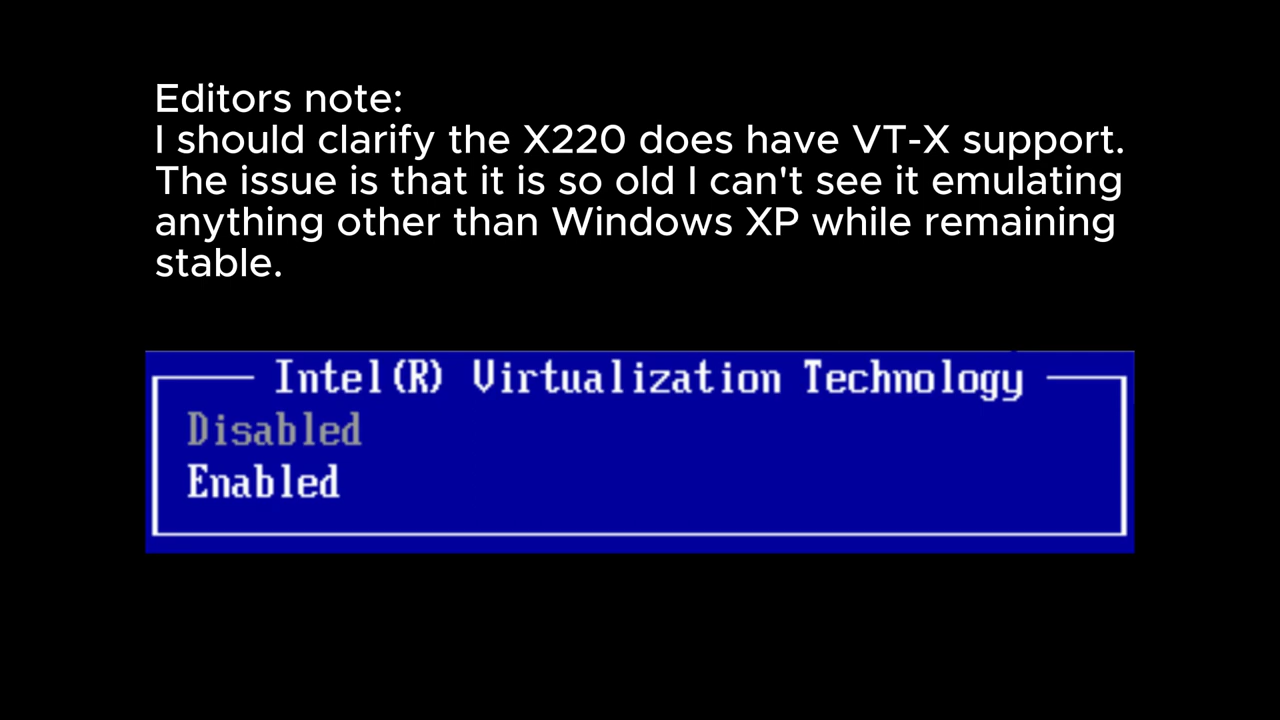 Editors note:
I should clarify the X220 does have VT-X support.
The issue is that it is so old I can't see it emulating
anything other than Windows XP while remaining
stable.
Intel(R) Virtualization Technology
Disabled
Enabled